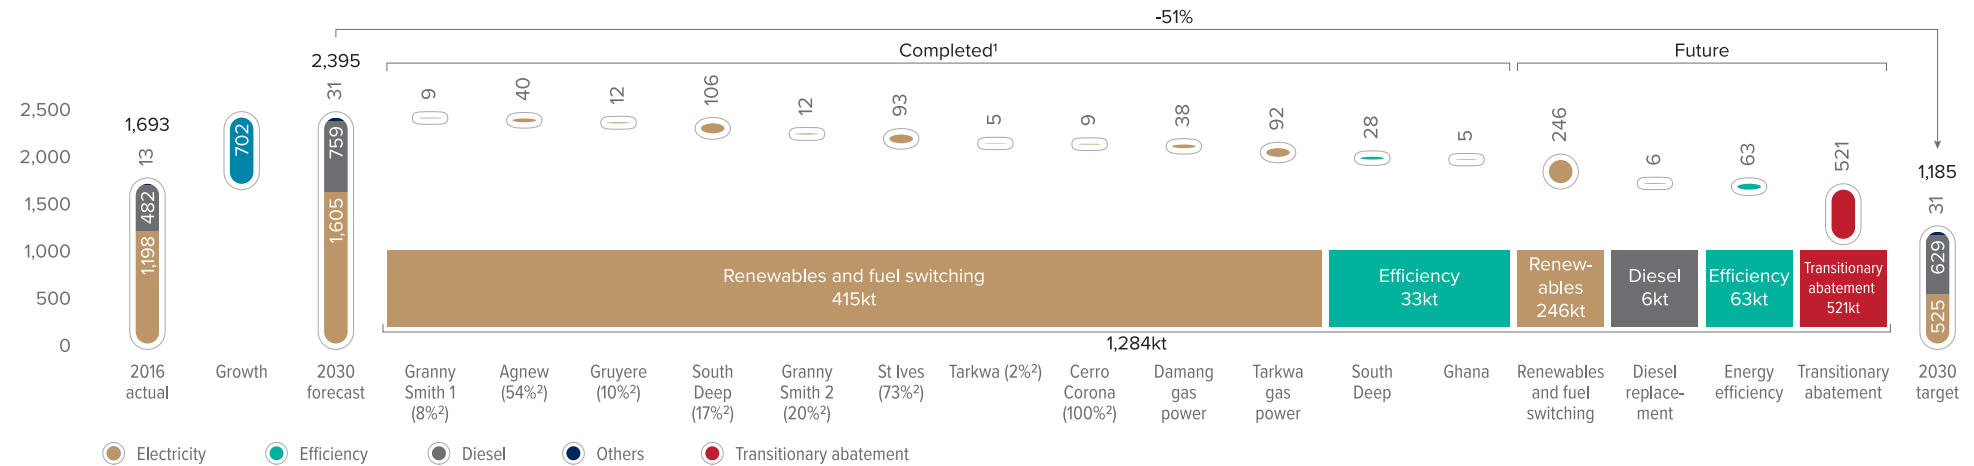 -51%
Completed¹
Future
2,395
1,693
1,185
2,500
2,000
1,500
1,000
500
0
13
482
1,198
702
31
759
1,605
9
40
12
106
12
93
5
9
38
92
28
5
246
6
63
521
31
629
525
Renewables and fuel switching
415kt
Efficiency
33kt
Renew-
ables
246kt
Diesel
6kt
Efficiency
63kt
Transitionary
abatement
521kt
1,284kt
2016
actual
Growth
2030
forecast
Granny
Smith 1
(8%²)
Agnew
(54%²)
Gruyere
(10%²)
South
Deep
(17%²)
Granny
Smith 2
(20%²)
St Ives
(73%²)
Tarkwa (2%²)
Cerro
Corona
(100%²)
Damang
gas
power
Tarkwa
gas
power
South
Deep
Ghana
Renewables
and fuel
switching
Diesel
replace-
ment
Energy
efficiency
Transitionary
abatement
2030
target
Electricity
Efficiency
Diesel
Others
Transitionary abatement